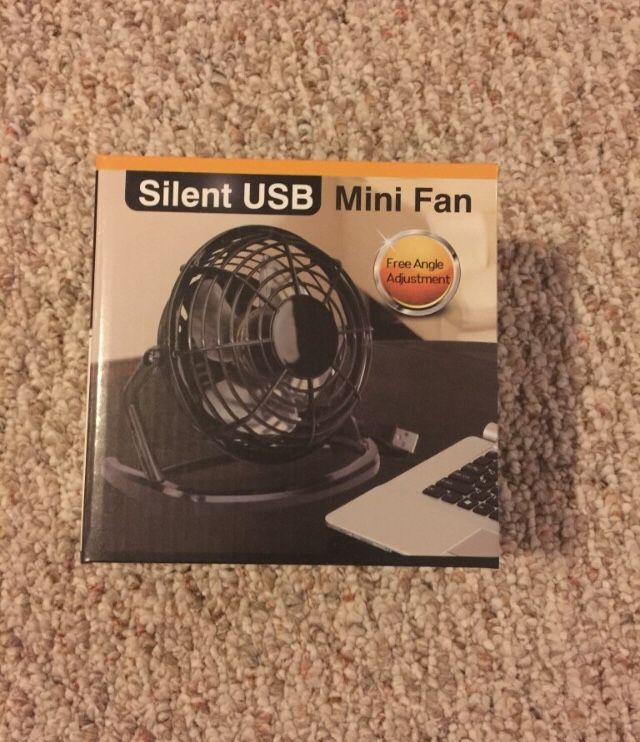 Silent USB Mini Fan
Free Angle
Adjustment